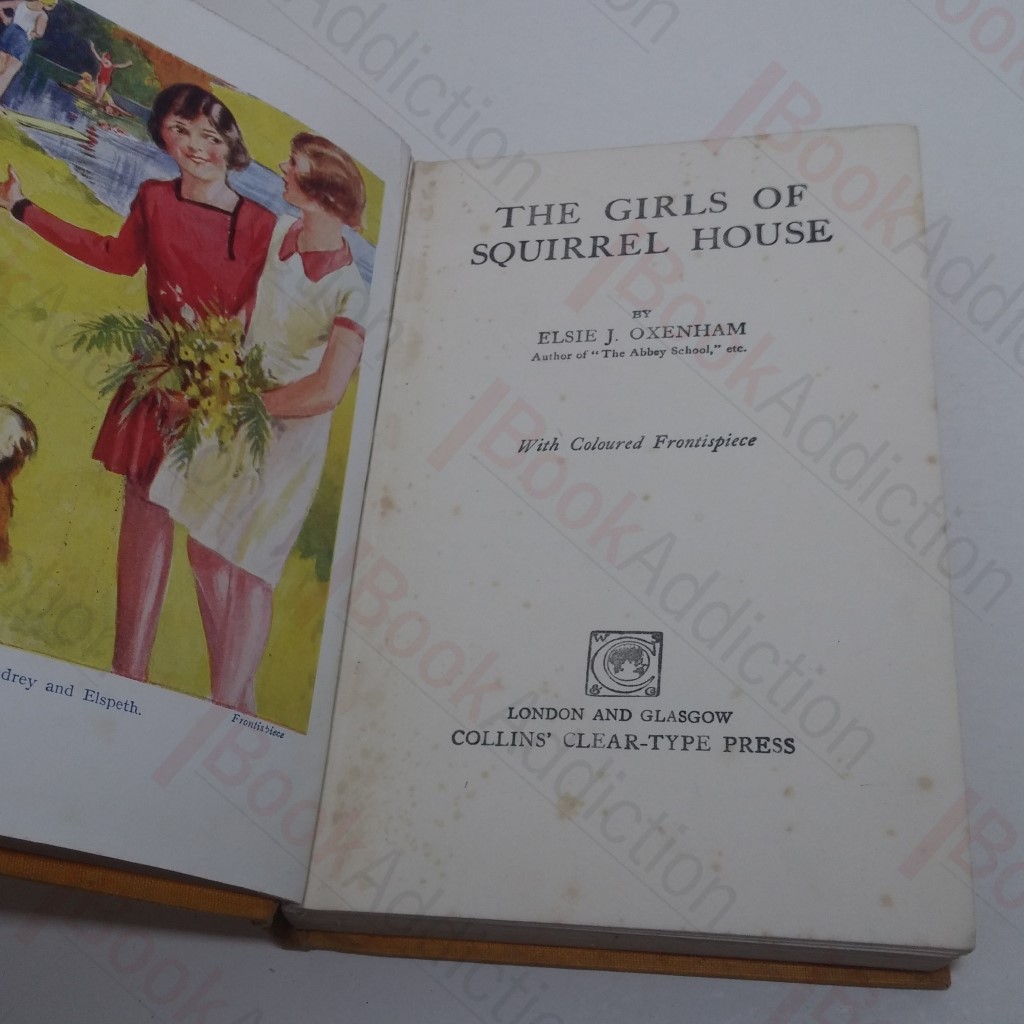 drey and Elspeth.
Frontispiece
THE GIRLS OF
SQUIRREL HOUSE
BY
ELSIE J. OXENHAM
Author of "The Abbey School," etc.
With Coloured Frontispiece
W S
& G
LONDON AND GLASGOW
COLLINS' CLEAR-TYPE PRESS
BookAddiction